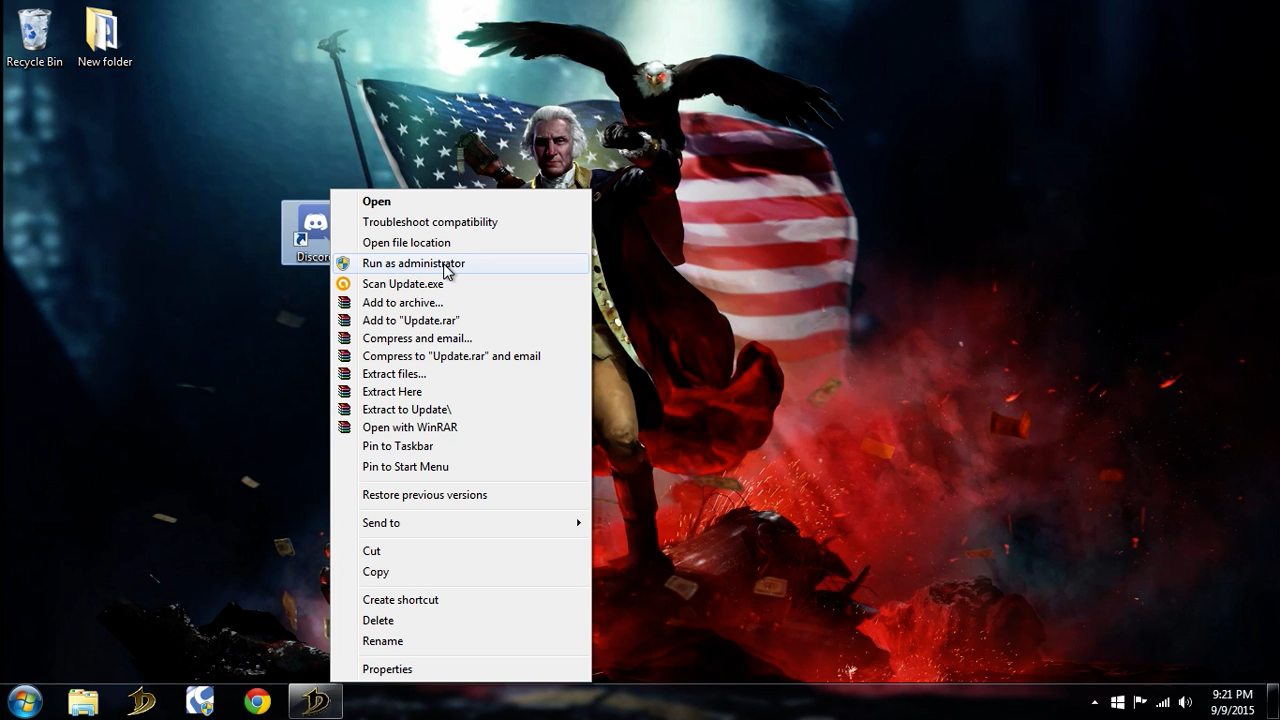 Recycle Bin
New folder
Discor
Open
Troubleshoot compatibility
Open file location
Run as administrator
Scan Update.exe
Add to archive...
Add to "Update.rar"
Compress and email...
Compress to "Update.rar" and email
Extract files...
Extract Here
Extract to Update\
Open with WinRAR
Pin to Taskbar
Pin to Start Menu
Restore previous versions
Send to
Cut
Copy
Create shortcut
Delete
Rename
Properties
9:21 PM
9/9/2015